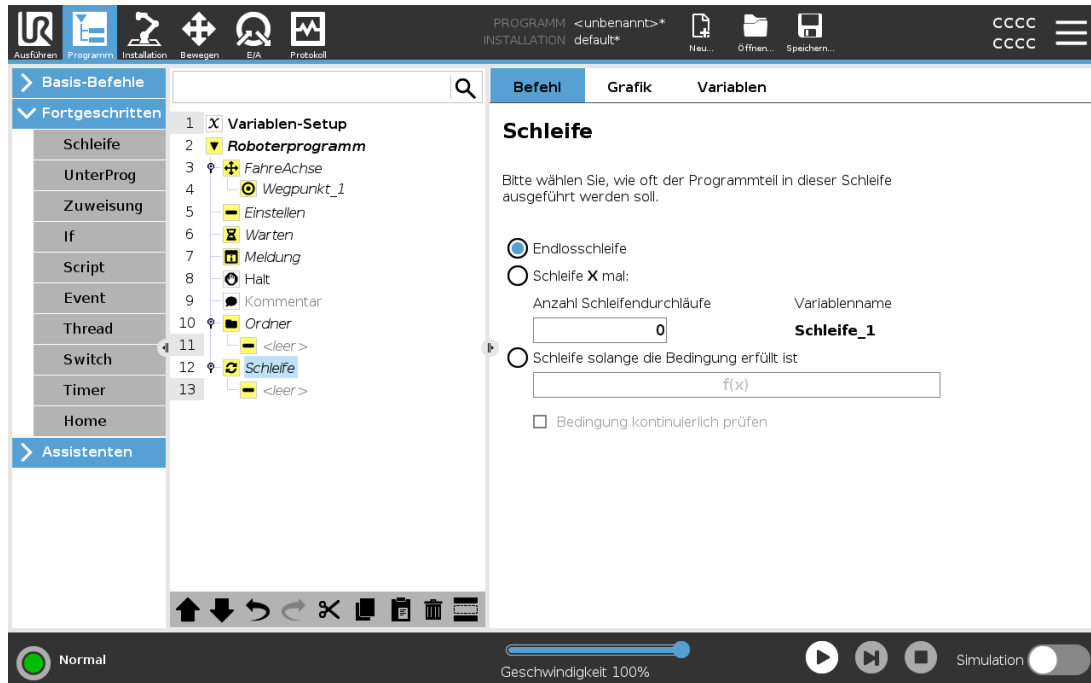 PROGRAMM <unbenannt>*
INSTALLATION default*
Ausführen
Programm
Installation
Bewegen
E/A
Protokoll
Neu...
Öffnen...
Speichern...
cccc
cccc
Basis-Befehle
Fortgeschritten
Schleife
UnterProg
Zuweisung
If
Script
Event
Thread
Switch
Timer
Home
Assistenten
1 X Variablen-Setup
2 Roboterprogramm
3 FahreAchse
4 Wegpunkt_1
5 Einstellen
6 Warten
7 Meldung
8 Halt
9 Kommentar
10 Ordner
11 <leer>
12 Schleife
13 <leer>
Befehl
Grafik
Variablen
Schleife
Bitte wählen Sie, wie oft der Programmteil in dieser Schleife
ausgeführt werden soll.
Endlosschleife
Schleife X mal:
Anzahl Schleifendurchläufe
Variablenname
0
Schleife_1
Schleife solange die Bedingung erfüllt ist
f(x)
Bedingung kontinuierlich prüfen
Normal
Geschwindigkeit 100%
Simulation